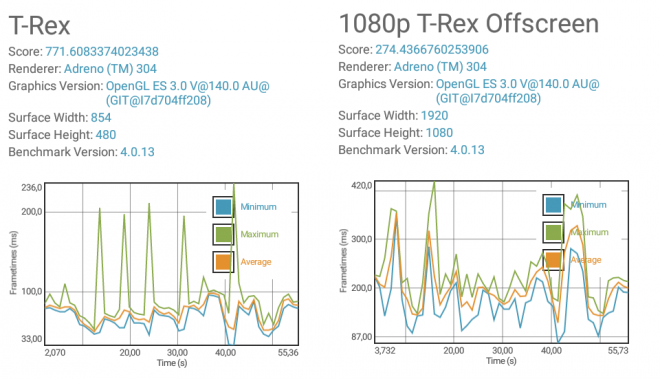 T-Rex
Score: 771.6083374023438
Renderer: Adreno (TM) 304
Graphics Version: OpenGL ES 3.0 V@140.0 AU@
(GIT@I7d704ff208)
Surface Width: 854
Surface Height: 480
Benchmark Version: 4.0.13
236,0
200,0
100,0
33,00
Frametimes (ms)
Minimum
Maximum
Average
2,070
20,00
30,00
40,00
55,36
Time (s)
1080p T-Rex Offscreen
Score: 274.4366760253906
Renderer: Adreno (TM) 304
Graphics Version: OpenGL ES 3.0 V@140.0 AU@
(GIT@I7d704ff208)
Surface Width: 1920
Surface Height: 1080
Benchmark Version: 4.0.13
420,0
300,0
200,0
87,00
Frametimes (ms)
Minimum
Maximum
Average
3,732
20,00
30,00
40,00
55,73
Time (s)